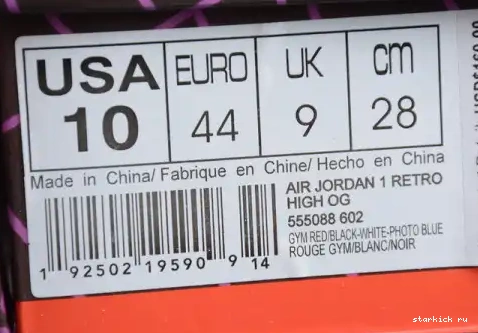 USA EURO UK cm
10 44 9 28
Made in China/ Fabrique en Chine/ Hecho en China
AIR JORDAN 1 RETRO
HIGH OG
555088 602
GYM RED/BLACK-WHITE-PHOTO BLUE
ROUGE GYM/BLANC/NOIR
1 92502 19590 9 14
starkick.ru